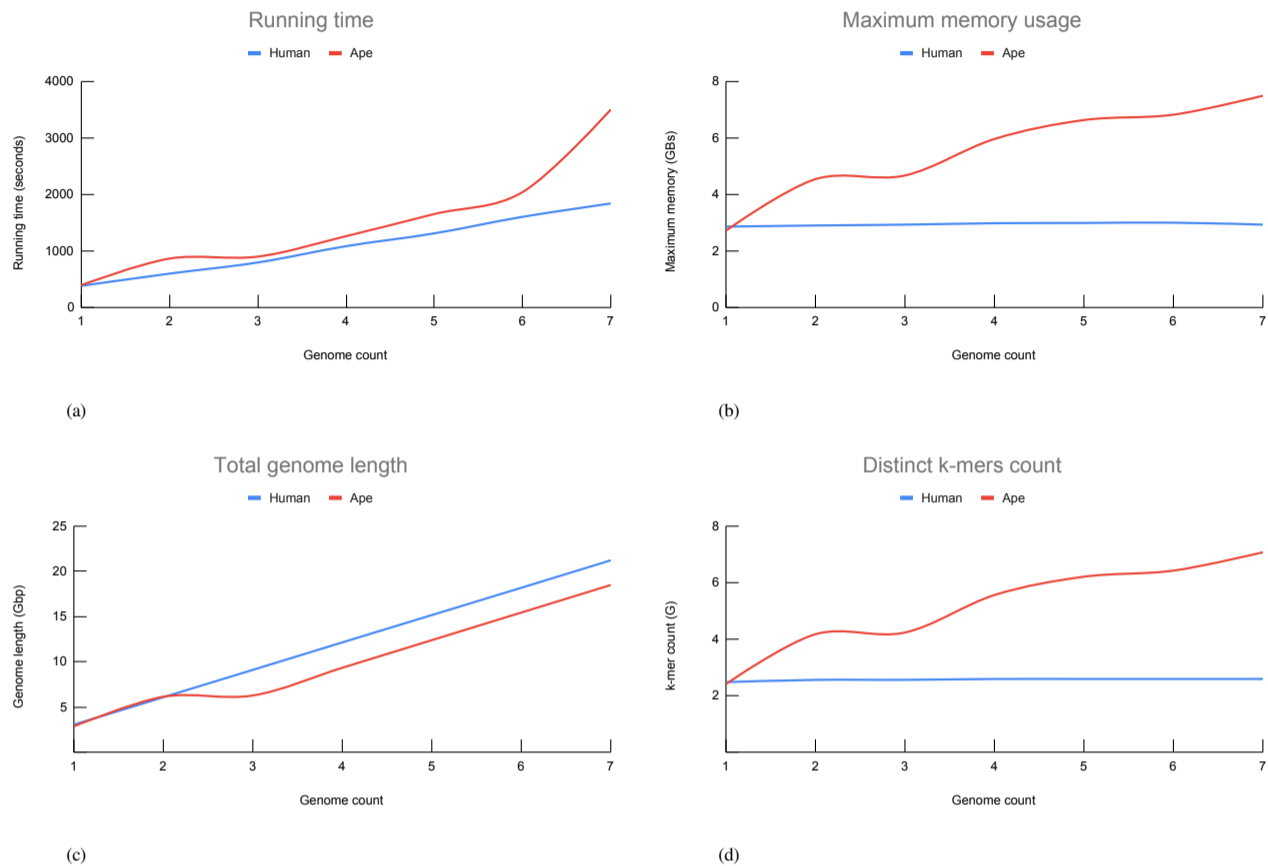 Running time
Human Ape
Running time (seconds)
4000
3000
2000
1000
0
1 2 3 4 5 6 7
Genome count
(a)
Maximum memory usage
Human Ape
Maximum memory (GBs)
8
6
4
2
0
1 2 3 4 5 6 7
Genome count
(b)
Total genome length
Human Ape
Genome length (Gbp)
25
20
15
10
5
1 2 3 4 5 6 7
Genome count
(c)
Distinct k-mers count
Human Ape
k-mer count (G)
8
6
4
2
1 2 3 4 5 6 7
Genome count
(d)